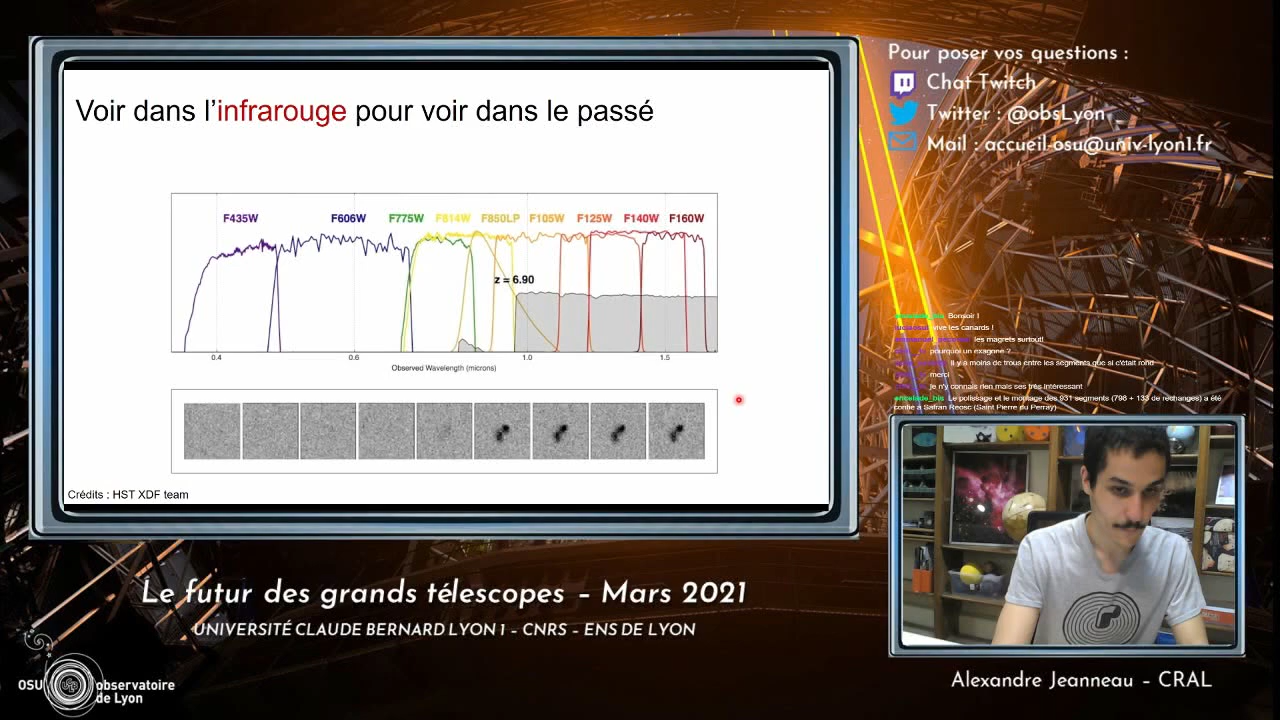 Voir dans l'infrarouge pour voir dans le passé
F435W F606W F775W F814W F850LP F105W F125W F140W F160W
z = 6.90
0.4 0.6 1.0 1.5
Observed Wavelength (microns)
Crédits : HST XDF team
Pour poser vos questions :
Chat Twitch
Twitter : @obsLyon
Mail : accueil-osu@univ-lyon1.fr
Bonsoir !
vive les canards !
les magrets surtout!
pourquoi un exagone ?
Il y a moins de trous entre les segments que si c'était rond
merci
je n'y connais rien mais ses très intéressant
Le polissage et le montage des 931 segments (798 + 133 de rechanges) a été
confié à Safran Reosc (Saint Pierre du Perray)
Le futur des grands télescopes – Mars 2021
UNIVERSITÉ CLAUDE BERNARD LYON 1 – CNRS – ENS DE LYON
OSU observatoire
de Lyon
Alexandre Jeanneau – CRAL